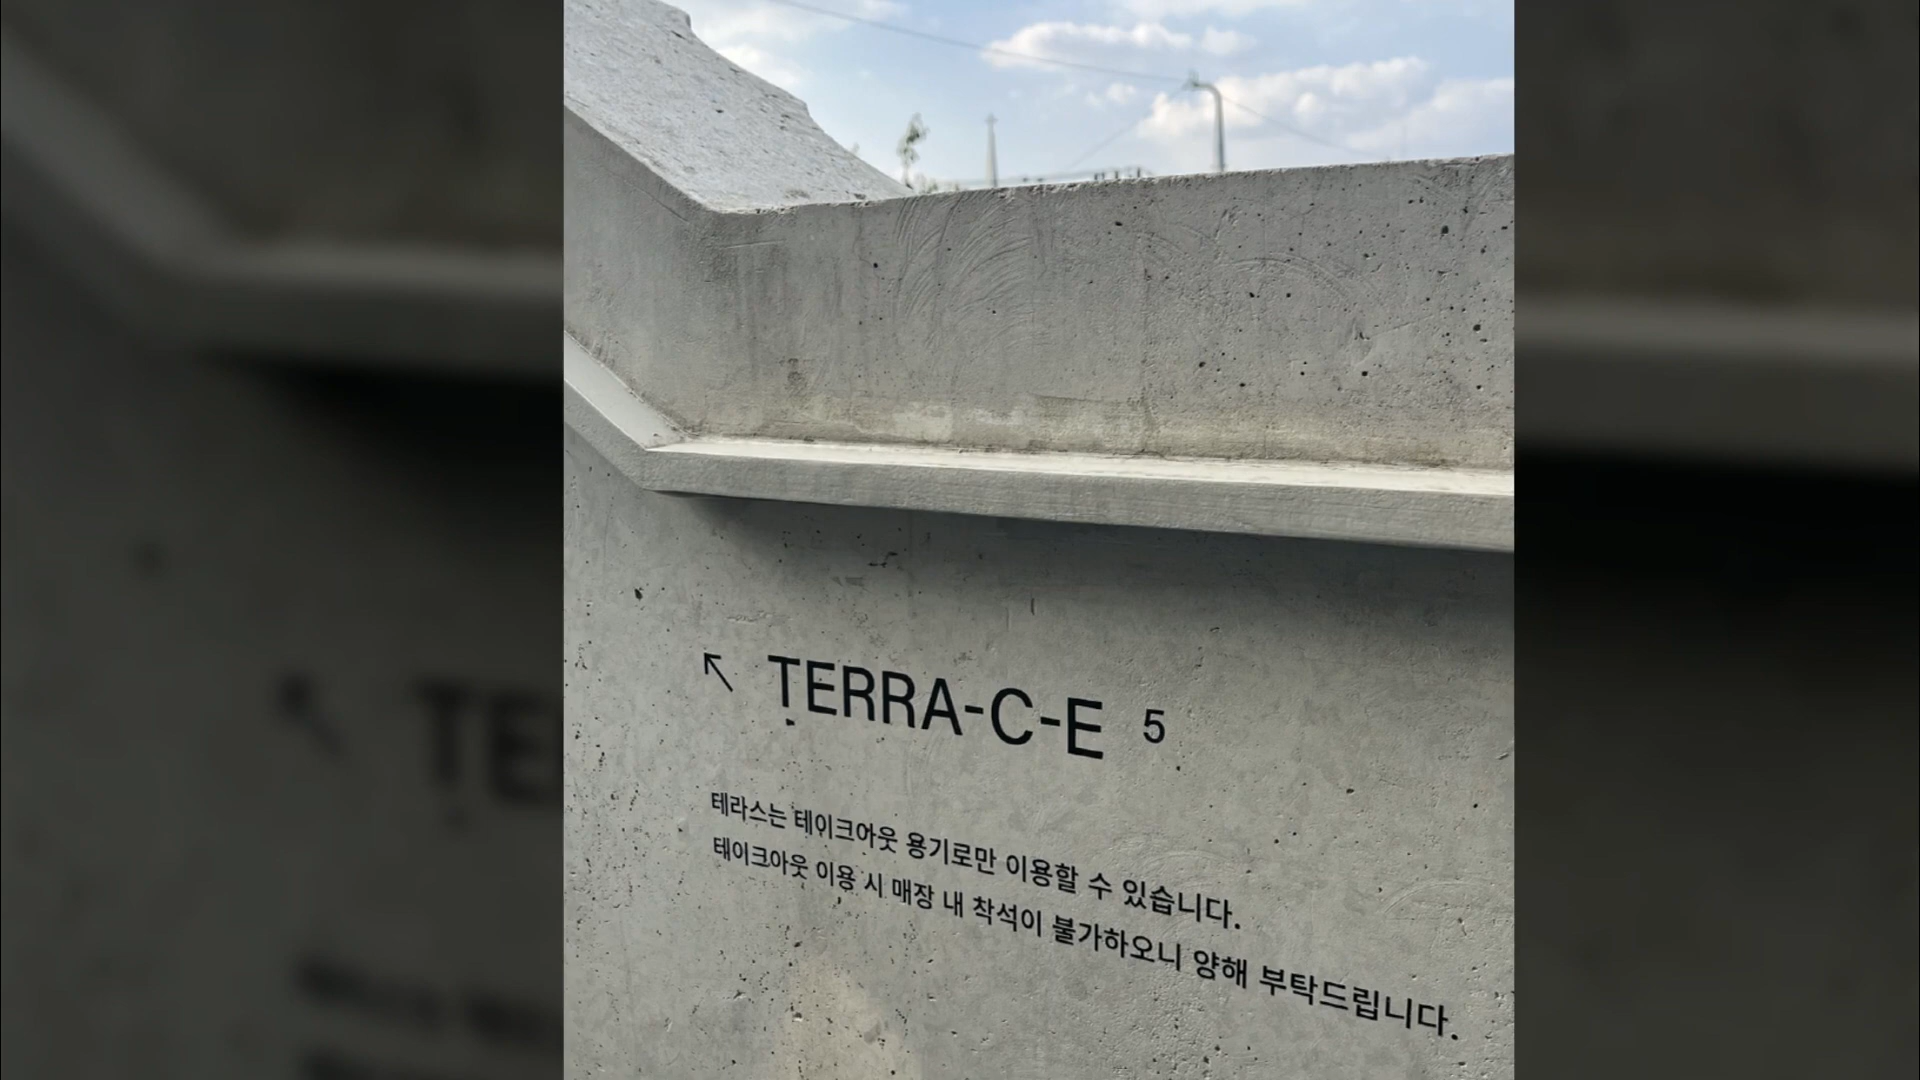 ↖ TERRA-C-E 5
테라스는 테이크아웃 용기로만 이용할 수 있습니다.
테이크아웃 이용 시 매장 내 착석이 불가하오니 양해 부탁드립니다.